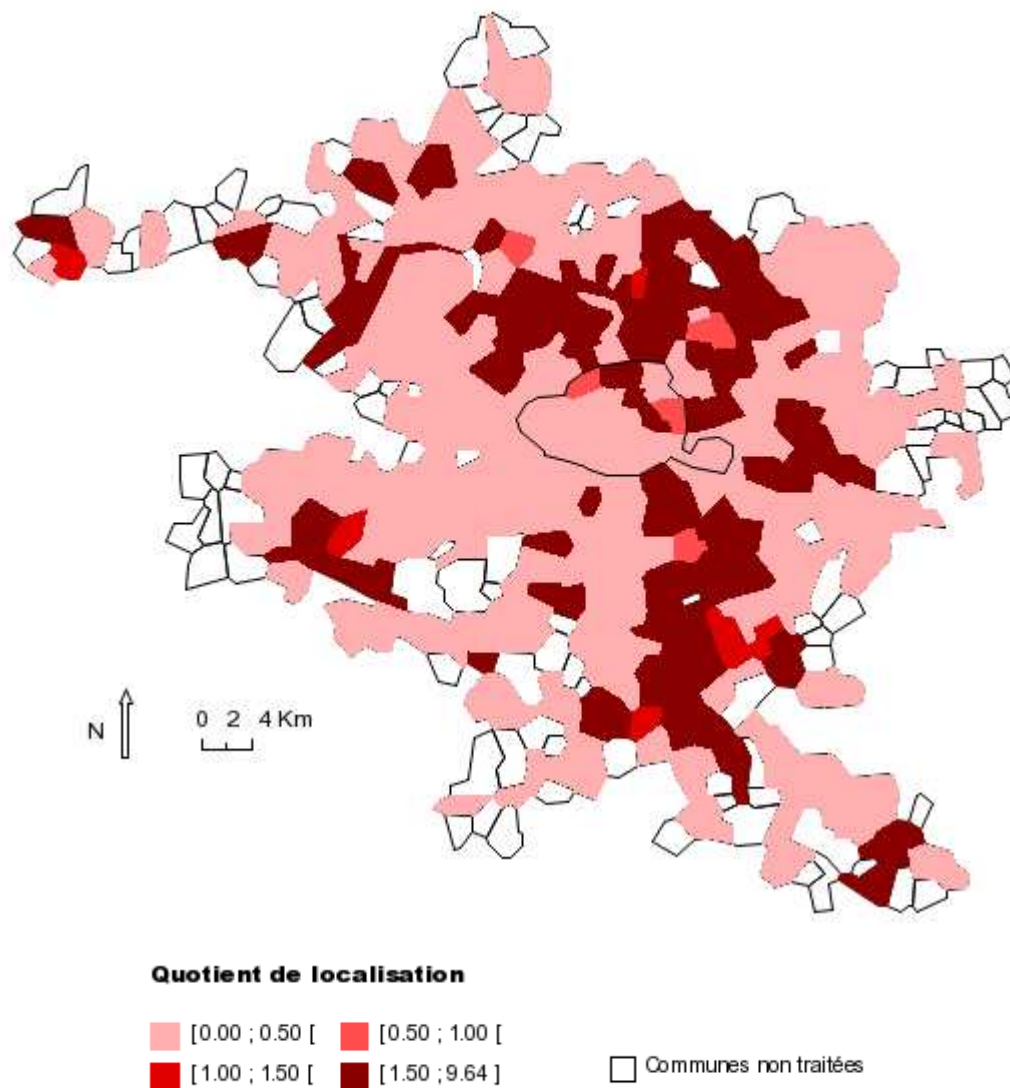 N
0 2 4 Km
Quotient de localisation
[0.00 ; 0.50 [ [0.50 ; 1.00 [
[1.00 ; 1.50 [ [1.50 ; 9.64 ]
Communes non traitées